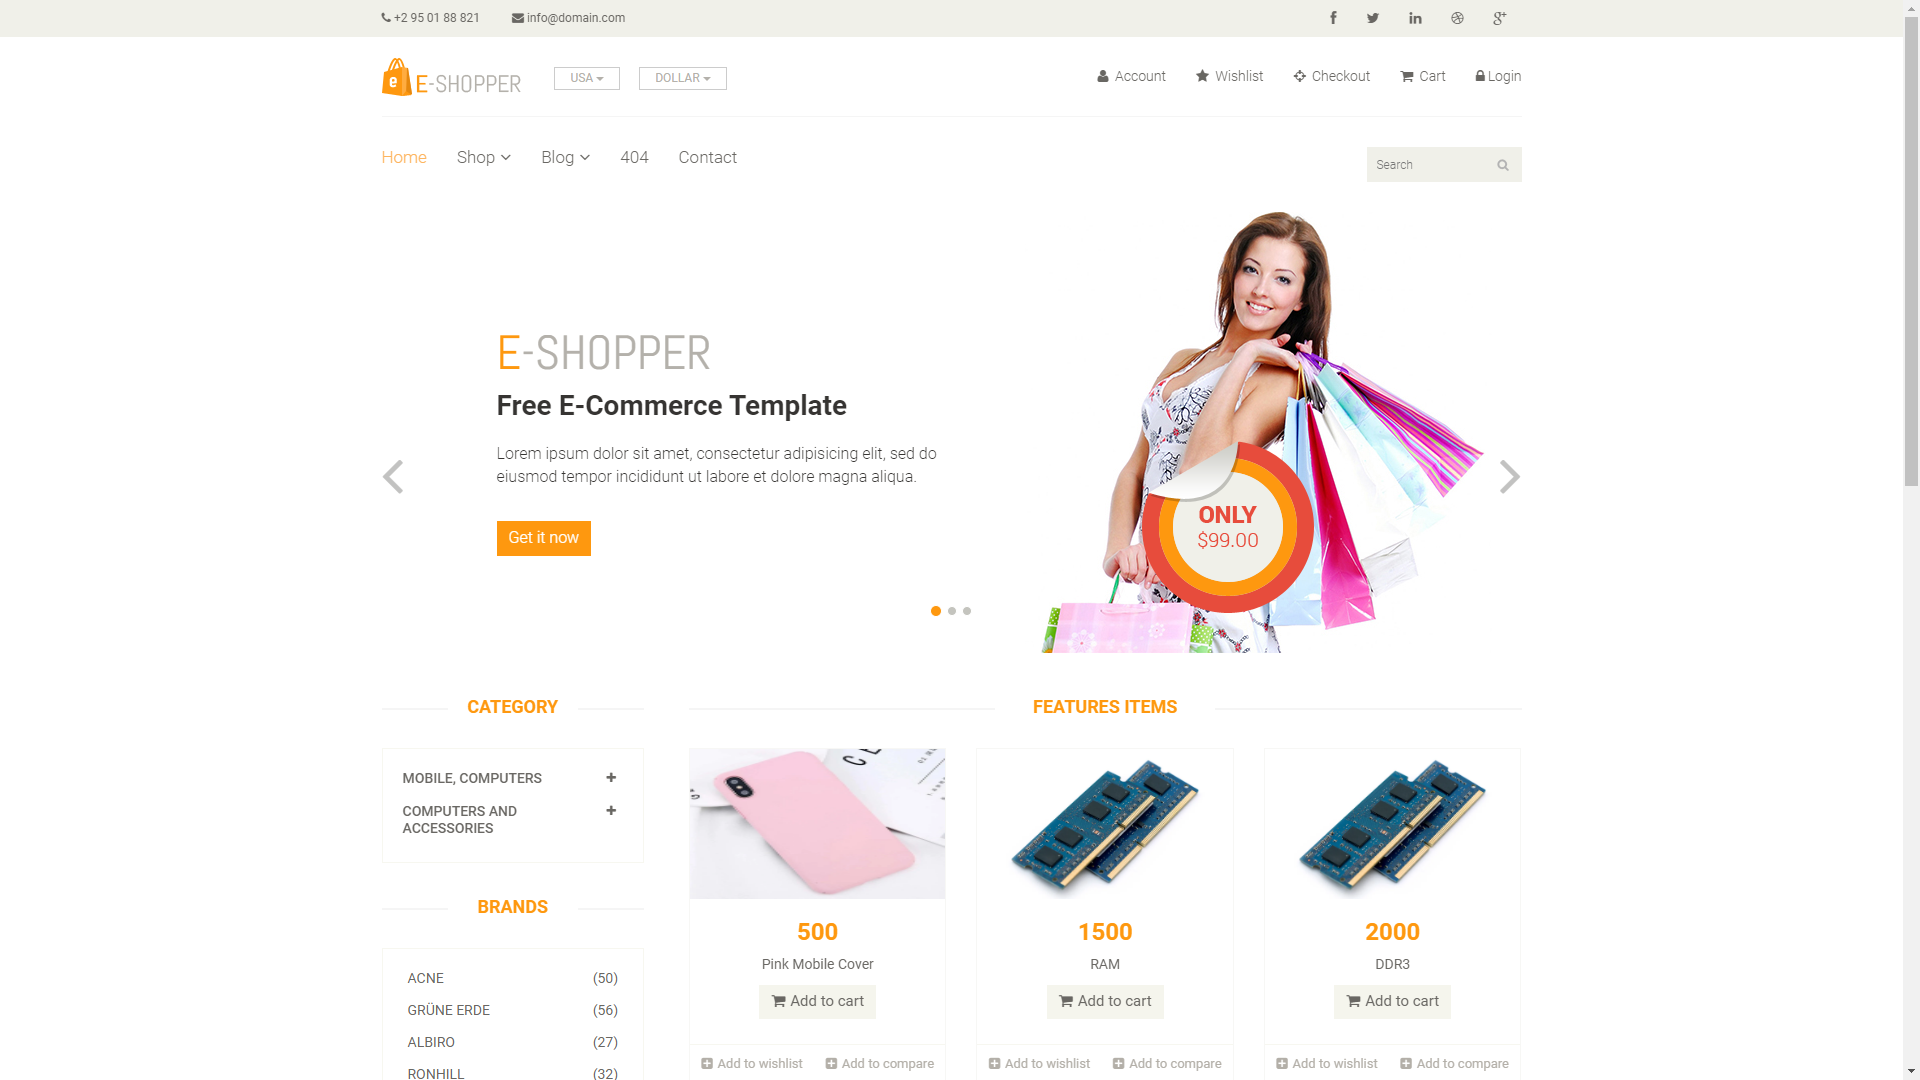 +2 95 01 88 821
info@domain.com
e E-SHOPPER
USA
DOLLAR
Account
Wishlist
Checkout
Cart
Login
Home
Shop
Blog
404
Contact
Search
E-SHOPPER
Free E-Commerce Template
Lorem ipsum dolor sit amet, consectetur adipisicing elit, sed do
eiusmod tempor incididunt ut labore et dolore magna aliqua.
Get it now
ONLY
$99.00
CATEGORY
MOBILE, COMPUTERS
COMPUTERS AND
ACCESSORIES
BRANDS
ACNE (50)
GRÜNE ERDE (56)
ALBIRO (27)
RONHILL (32)
FEATURES ITEMS
500
Pink Mobile Cover
Add to cart
Add to wishlist
Add to compare
1500
RAM
Add to cart
Add to wishlist
Add to compare
2000
DDR3
Add to cart
Add to wishlist
Add to compare